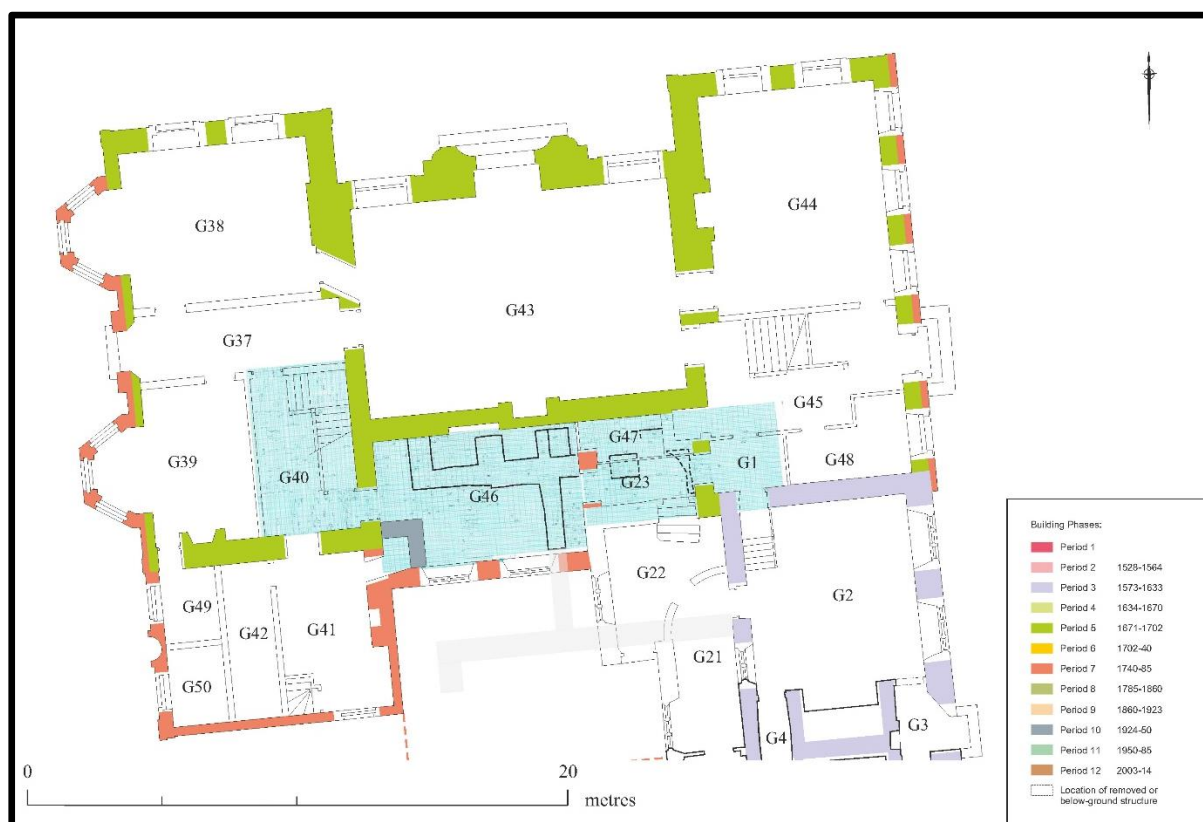 G38
G44
G43
G37
G45
G47
G1
G39
G40
G46
G23
G48
G22
G2
G49
G42
G41
G21
G50
G4
G3
0
20
metres
Building Phases:
Period 1
Period 2 1528-1564
Period 3 1573-1633
Period 4 1634-1670
Period 5 1671-1702
Period 6 1702-40
Period 7 1740-85
Period 8 1785-1860
Period 9 1860-1923
Period 10 1924-50
Period 11 1950-85
Period 12 2003-14
Location of removed or
below-ground structure